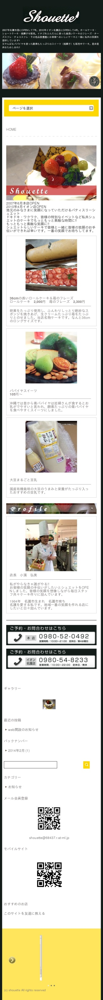 Shouette
2007年名護市港にOPENして7年。2010年イオン名護店にOPENして4年。ホールケーキ・
ショートケーキ・焼菓子を販売。イチゴをふんだんに使った細長いケーキのフレーズ・チー
ズスフレ・チョコスフレ・その他品数豊富にお客様へおいしいケーキと一緒に私共の笑顔を
提供しています!!
又やんばるパパイヤを使った酵素もたっぷりのスイーツ（焼菓子）も販売中でーす。是非是
非おためしあれ!!
ページを選択
HOME
Shouette
2007年6月本店OPEN
2010年4月イオン店OPEN
地元のみなさまに笑顔になっていただけるパティスリーシ
ュエット
ドキドキ・ワクワク、皆様の特別なイベントなど私共シュ
エットのケーキでもっともっと素敵な時間に!!
もっともっと素敵な笑顔に!!
シュエットらしいケーキで皆様と一緒に皆様の笑顔のお手
伝いができれば幸いです。一番の笑顔でお待ちしてます。
36cmの長いロールケーキ＆苺のフレーズ
ロールケーキ　2,000円　苺のフレーズ　2,300円
卵黄をたっぷり使用し、ふんわりしっとり絶妙なス
ポンジを焼きあげ、生クリームたっぷり苺をたっぷ
りとのせました。当店名物ケーキです。なんと36cm
のロングサイズです。
パパイヤスイーツ
105円～
沖縄では昔から青パパイヤは妊婦さんが食するとお
乳がでやすいと言われ、酵素たっぷりの青パパイヤ
を食べやすくスイーツにしました。
大豆まるごと豆乳
国産有機栽培の大豆のうまみと栄養がたっぷり入っ
たおすすめの豆乳です。
Profile
店長　小濱　弘美
私がやらなきゃ誰がやる!!
お客様の笑顔の手伝いがしたいとシュエットをOPE
Nしました。皆様の笑顔を想像しながら毎日スタッ
フ共々ケーキ作りに励んでいます。
1964年　名護市生まれ　名護市育ち
名護を愛する私です。地域一番の笑顔を作れる店に
したいと日々励んでいます。
ご予約・お問合わせはこちら
本 店 0980-52-0492
営業時間／10:00～21:00 定休日／第4水曜日
ご予約・お問合わせはこちら
イオン名護店 0980-54-8233
営業時間／10:00～22:00 定休日／無休
ギャラリー
最近の投稿
web開設のお知らせ
バックナンバー
2014年2月 (1)
カテゴリー
お知らせ
メール会員登録
shouette@68437.r.at-ml.jp
モバイルサイト
おすすめのお店
このサイトを友達に教える
(c) shouette All rights reserved